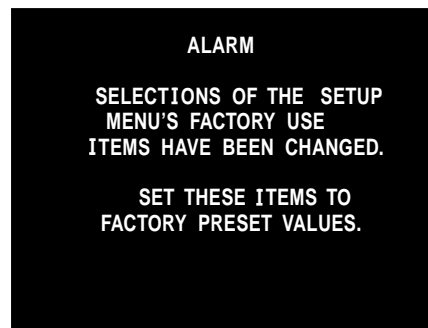 ALARM
SELECTIONS OF THE SETUP
MENU'S FACTORY USE
ITEMS HAVE BEEN CHANGED.
SET THESE ITEMS TO
FACTORY PRESET VALUES.